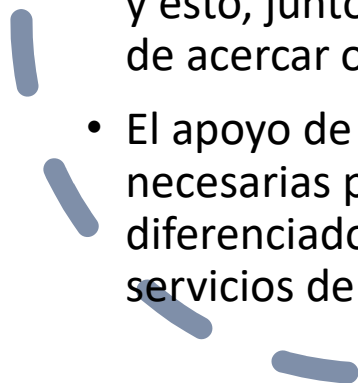 y esto, junto
de acercar
• El apoyo de
necesarias
diferenciado
servicios de